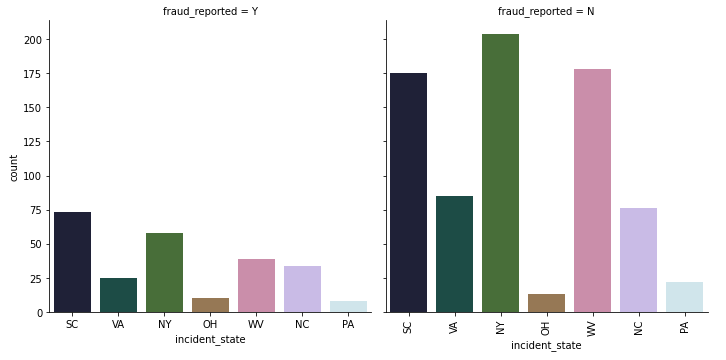 fraud_reported = Y
fraud_reported = N
200
175
150
125
100
75
50
25
0
count
SC VA NY OH WV NC PA
incident_state
SC VA NY OH WV NC PA
incident_state